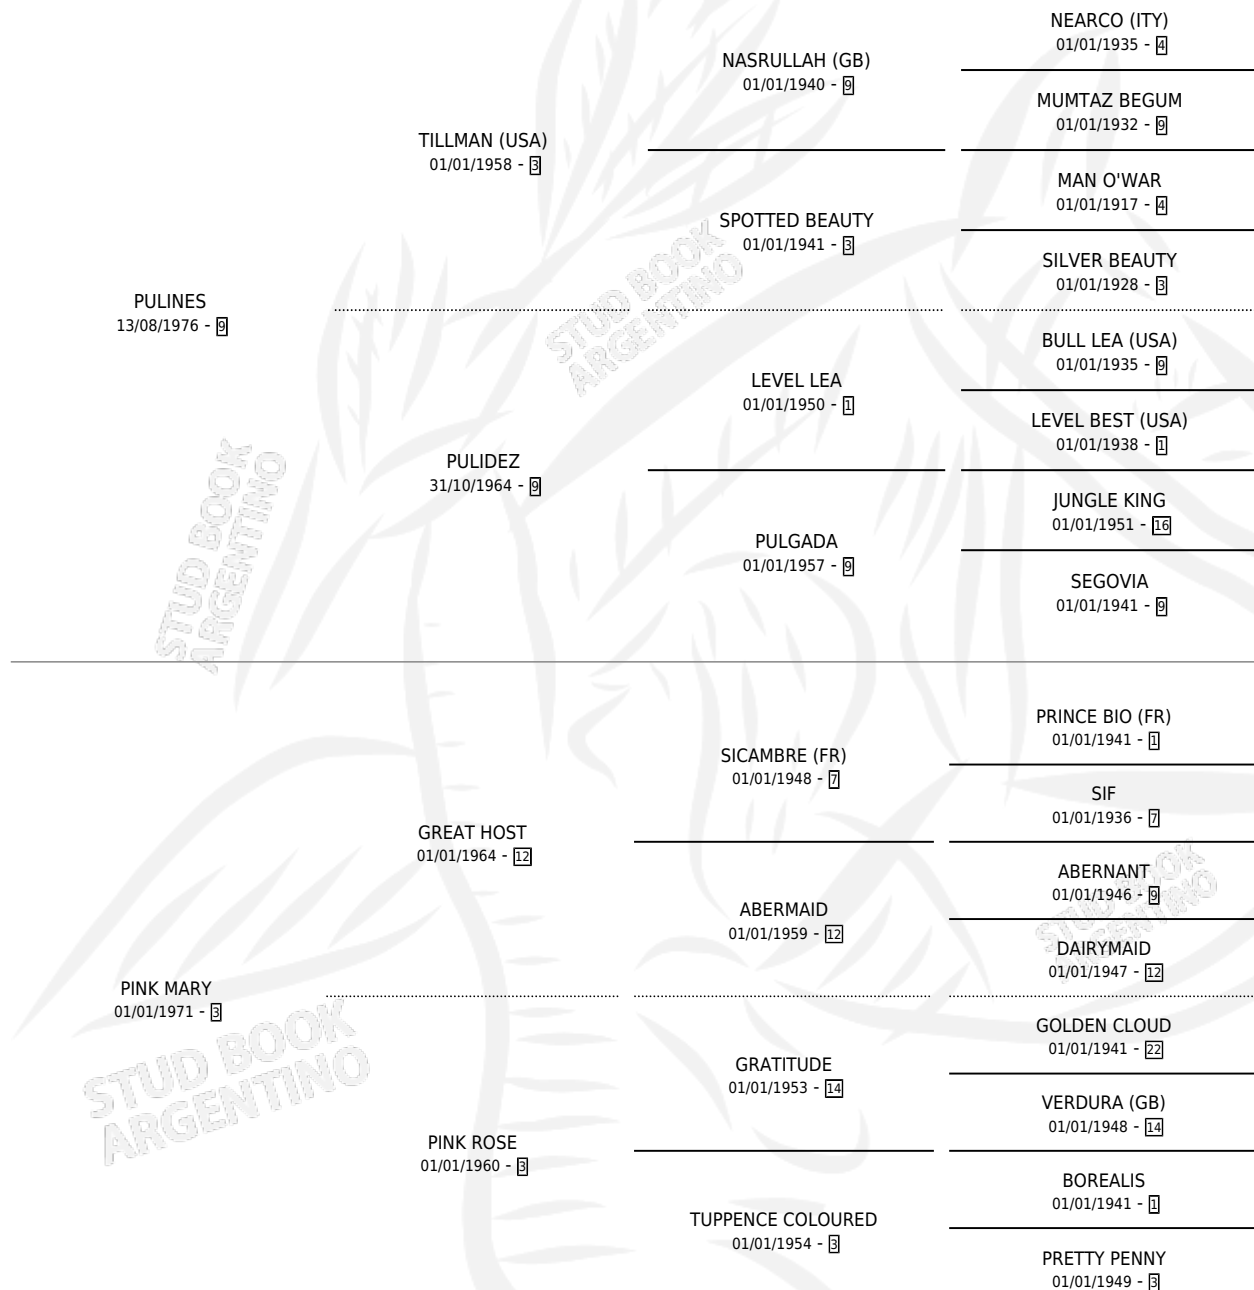 NEARCO (ITY)
01/01/1935 - 4
NASRULLAH (GB)
01/01/1940 - 9
MUMTAZ BEGUM
01/01/1932 - 9
TILLMAN (USA)
01/01/1958 - 3
MAN O'WAR
01/01/1917 - 4
SPOTTED BEAUTY
01/01/1941 - 3
SILVER BEAUTY
01/01/1928 - 3
PULINES
13/08/1976 - 9
BULL LEA (USA)
01/01/1935 - 9
LEVEL LEA
01/01/1950 - 1
LEVEL BEST (USA)
01/01/1938 - 1
PULIDEZ
31/10/1964 - 9
JUNGLE KING
01/01/1951 - 16
PULGADA
01/01/1957 - 9
SEGOVIA
01/01/1941 - 9
PRINCE BIO (FR)
01/01/1941 - 1
SICAMBRE (FR)
01/01/1948 - 7
SIF
01/01/1936 - 7
GREAT HOST
01/01/1964 - 12
ABERNANT
01/01/1946 - 9
ABERMAID
01/01/1959 - 12
DAIRYMAID
01/01/1947 - 12
PINK MARY
01/01/1971 - 3
GOLDEN CLOUD
01/01/1941 - 22
GRATITUDE
01/01/1953 - 14
VERDURA (GB)
01/01/1948 - 14
PINK ROSE
01/01/1960 - 3
BOREALIS
01/01/1941 - 1
TUPPENCE COLOURED
01/01/1954 - 3
PRETTY PENNY
01/01/1949 - 3
STUD BOOK
ARGENTINO
STUD BOOK
ARGENTINO
STUD BOOK
ARGENTINO
STUD BOOK
ARGENTINO